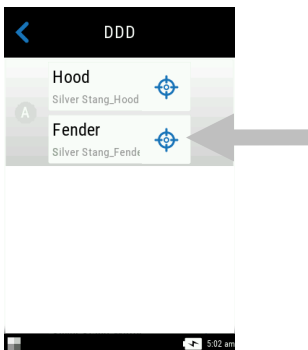 DDD
Hood
Silver Stang_Hood
A
Fender
Silver Stang_Fende
5:02 am